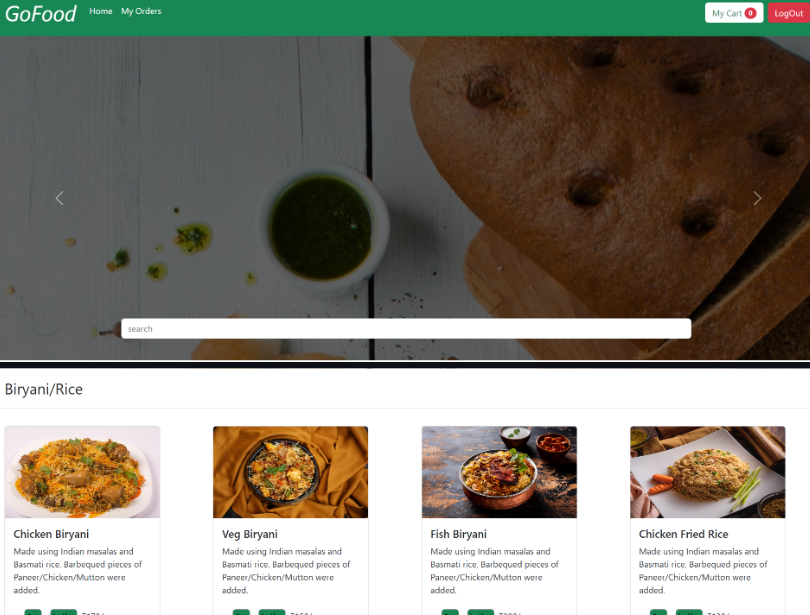 GoFood Home My Orders My Cart 0 LogOut
search
Biryani/Rice
Chicken Biryani
Made using Indian masalas and
Basmati rice. Barbequed pieces of
Paneer/Chicken/Mutton were
added.
Veg Biryani
Made using Indian masalas and
Basmati rice. Barbequed pieces of
Paneer/Chicken/Mutton were
added.
Fish Biryani
Made using Indian masalas and
Basmati rice. Barbequed pieces of
Paneer/Chicken/Mutton were
added.
Chicken Fried Rice
Made using Indian masalas and
Basmati rice. Barbequed pieces of
Paneer/Chicken/Mutton were
added.